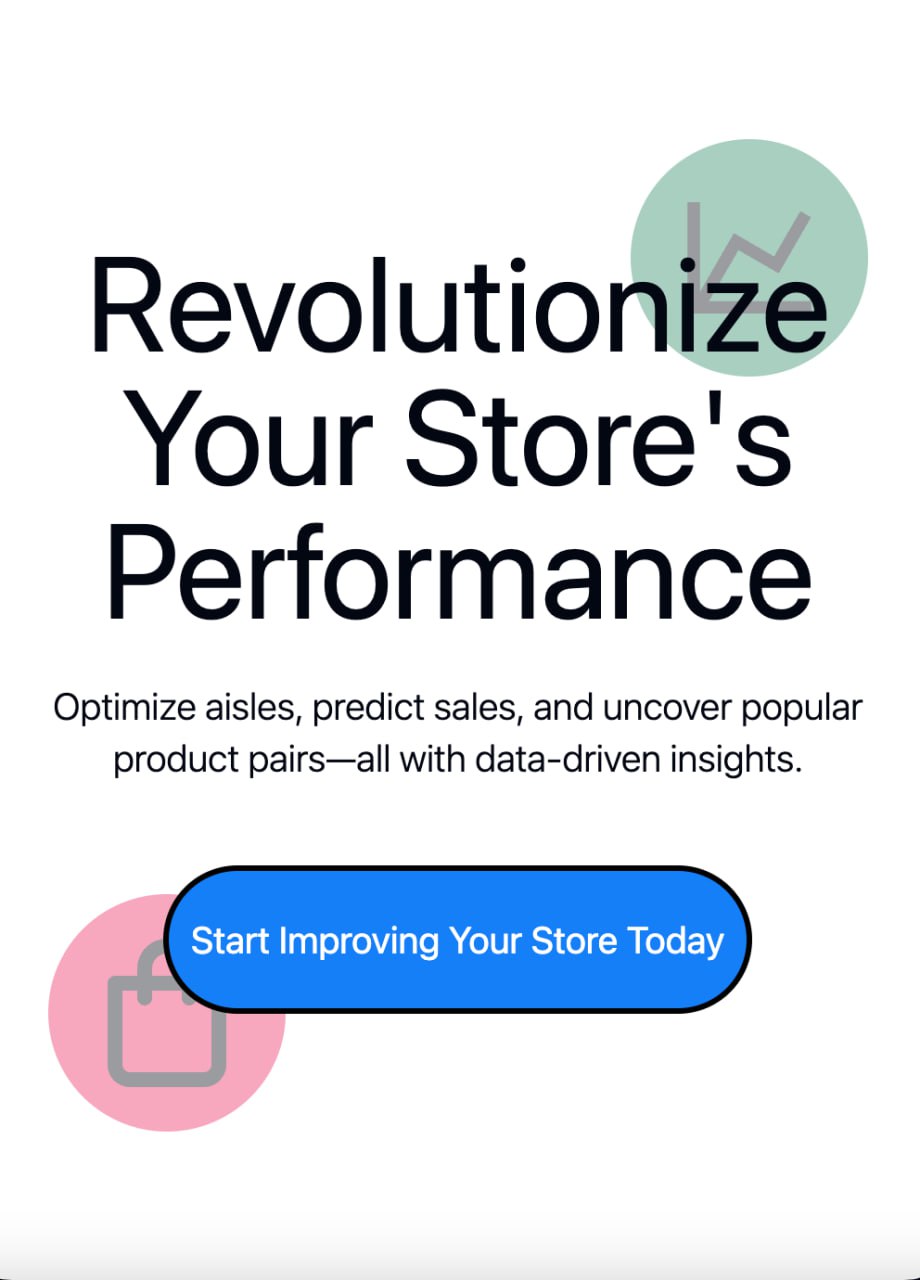 Revolutionize
Your Store's
Performance
Optimize aisles, predict sales, and uncover popular
product pairs—all with data-driven insights.
Start Improving Your Store Today